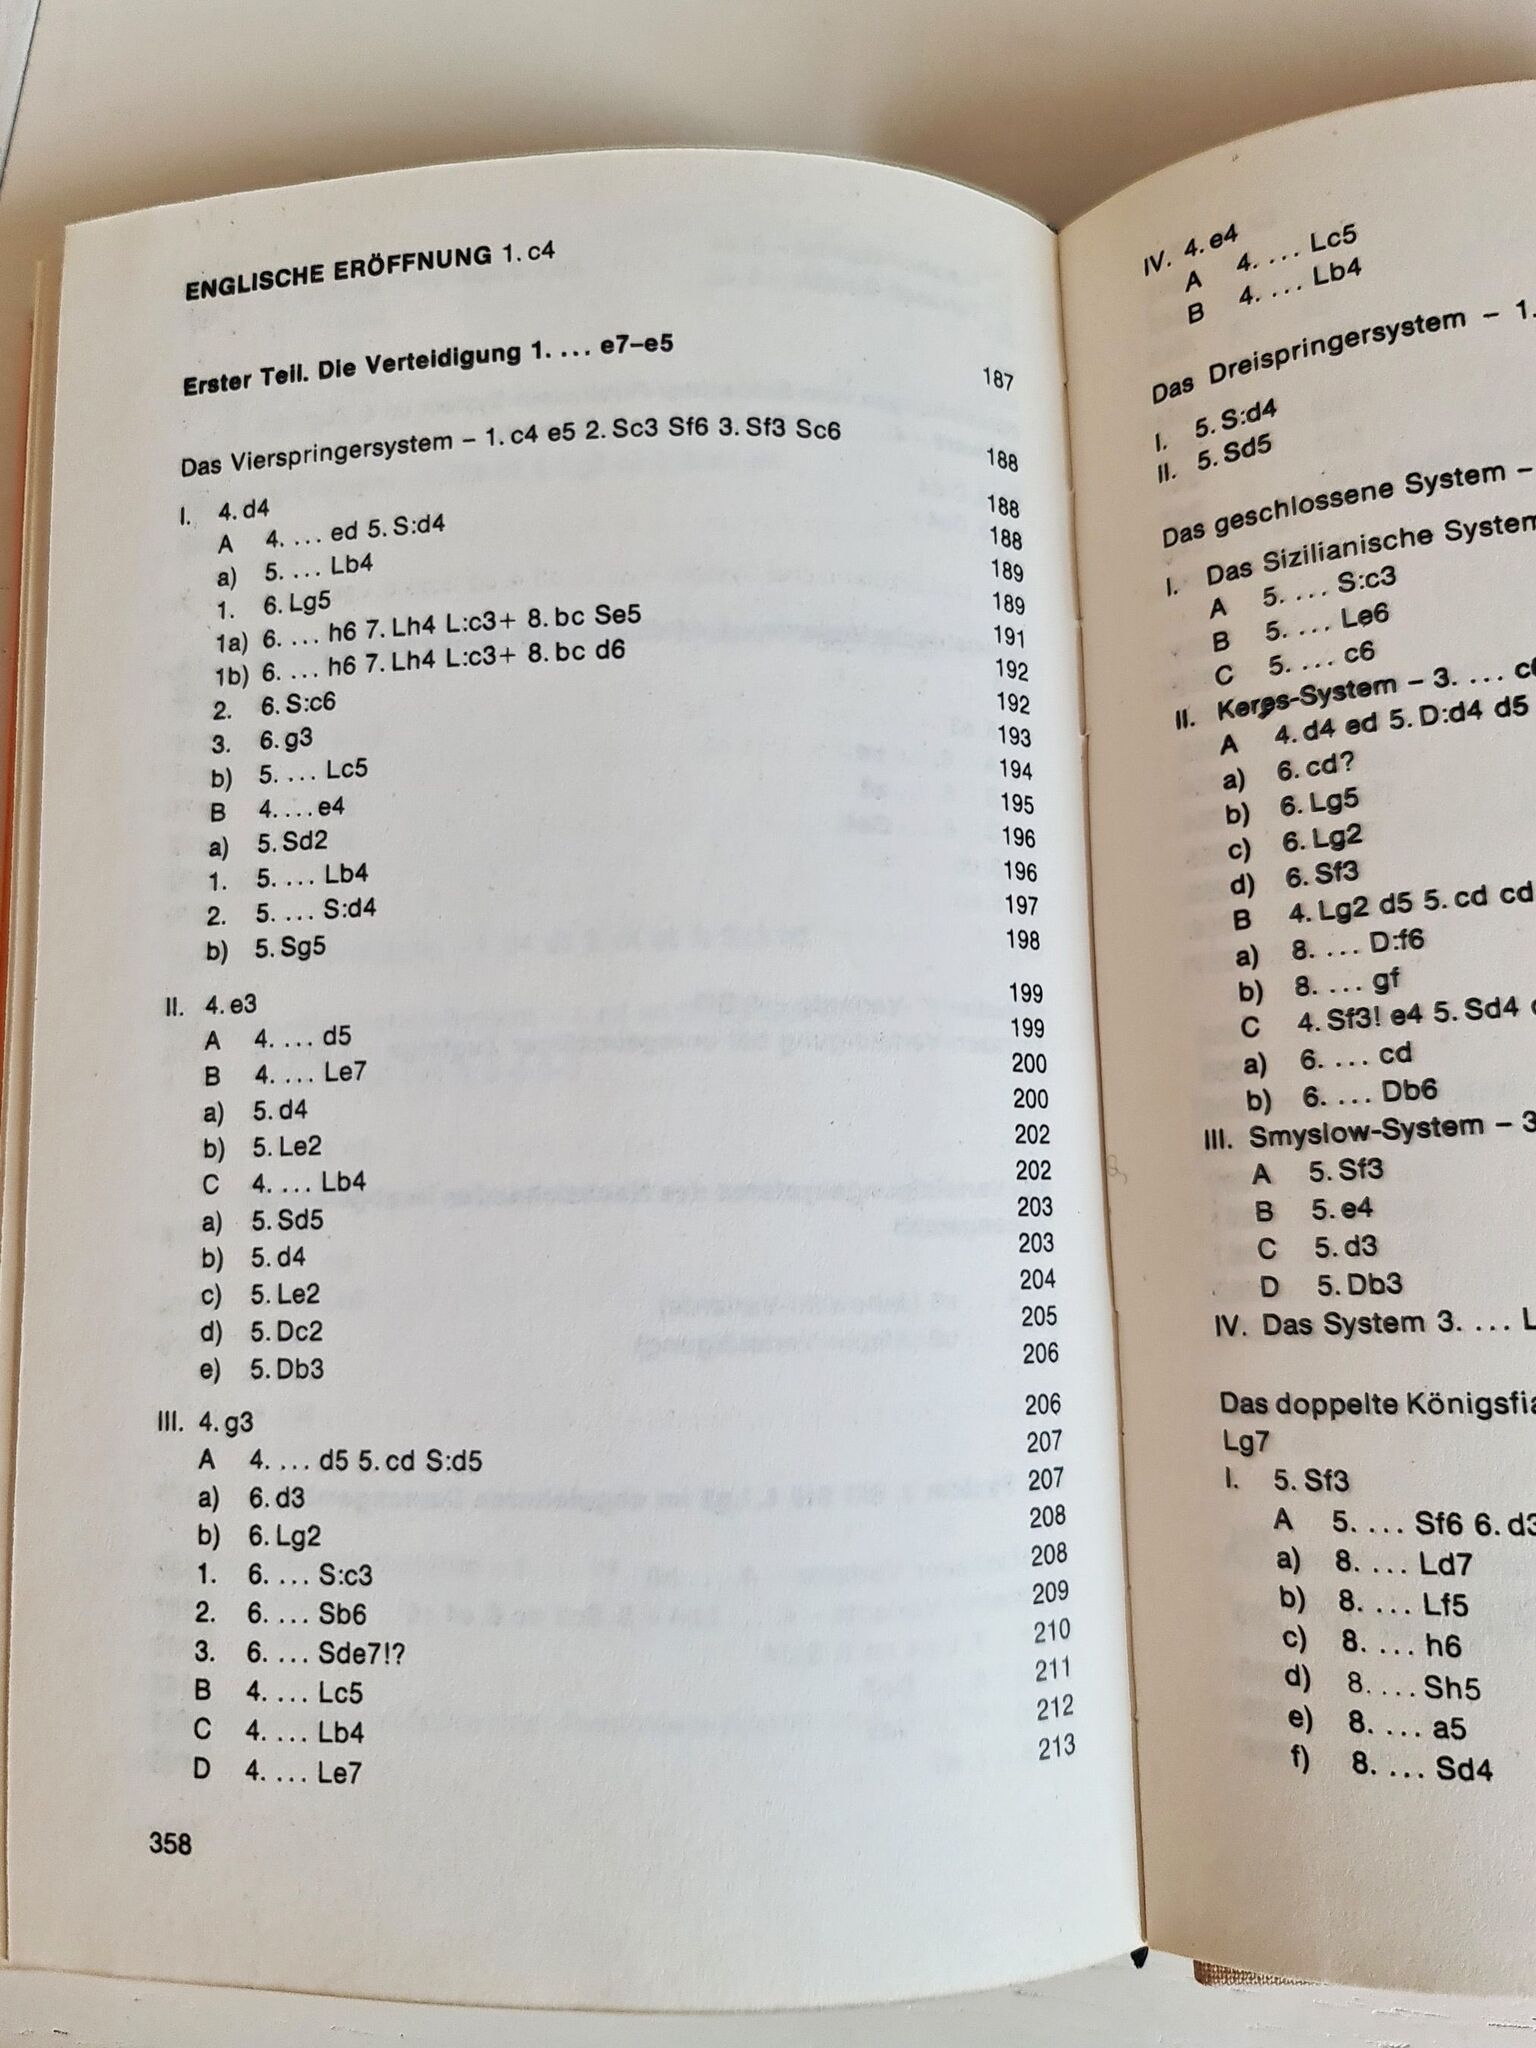 ENGLISCHE ERÖFFNUNG 1. c4
Erster Teil. Die Verteidigung 1. .... e7–e5 187
Das Vierspringersystem – 1. c4 e5 2. Sc3 Sf6 3. Sf3 Sc6 188
I. 4. d4 188
A 4. .... ed 5. S:d4 188
a) 5. .... Lb4 189
1. 6. Lg5 189
1a) 6. .... h6 7. Lh4 L:c3+ 8. bc Se5 191
1b) 6. .... h6 7. Lh4 L:c3+ 8. bc d6 192
2. 6. S:c6 192
3. 6. g3 193
b) 5. .... Lc5 194
B 4. .... e4 195
a) 5. Sd2 196
1. 5. .... Lb4 196
2. 5. .... S:d4 197
b) 5. Sg5 198
II. 4. e3 199
A 4. .... d5 199
B 4. .... Le7 200
a) 5. d4 200
b) 5. Le2 202
C 4. .... Lb4 202
a) 5. Sd5 203
b) 5. d4 203
c) 5. Le2 204
d) 5. Dc2 205
e) 5. Db3 206
III. 4. g3 206
A 4. .... d5 5. cd S:d5 207
a) 6. d3 207
b) 6. Lg2 208
1. 6. .... S:c3 208
2. 6. .... Sb6 209
3. 6. .... Sde7!? 210
B 4. .... Lc5 211
C 4. .... Lb4 212
D 4. .... Le7 213
358
IV. 4. e4
A 4. .... Lc5
B 4. .... Lb4
Das Dreispringersystem – 1.
I. 5. S:d4
II. 5. Sd5
Das geschlossene System –
I. Das Sizilianische System
A 5. .... S:c3
B 5. .... Le6
C 5. .... c6
II. Keres-System – 3. .... c6
A 4. d4 ed 5. D:d4 d5
a) 6. cd?
b) 6. Lg5
c) 6. Lg2
d) 6. Sf3
B 4. Lg2 d5 5. cd cd
a) 8. .... D:f6
b) 8. .... gf
C 4. Sf3! e4 5. Sd4
a) 6. .... cd
b) 6. .... Db6
III. Smyslow-System – 3
A 5. Sf3
B 5. e4
C 5. d3
D 5. Db3
IV. Das System 3. .... L
Das doppelte Königsfia
Lg7
I. 5. Sf3
A 5. .... Sf6 6. d3
a) 8. .... Ld7
b) 8. .... Lf5
c) 8. .... h6
d) 8. .... Sh5
e) 8. .... a5
f) 8. .... Sd4